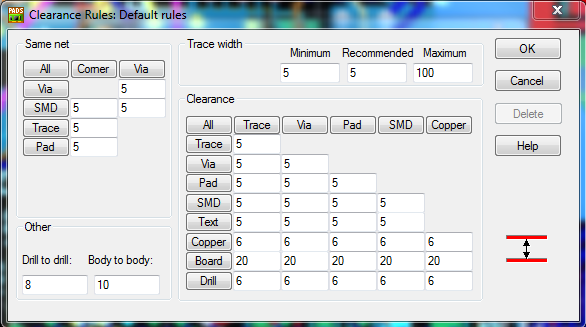 PADS Clearance Rules: Default rules
Same net
All Corner Via
Via 5
SMD 5 5
Trace 5
Pad 5
Other
Drill to drill: Body to body:
8 10
Trace width
Minimum Recommended Maximum
5 5 100
Clearance
All Trace Via Pad SMD Copper
Trace 5
Via 5 5
Pad 5 5 5
SMD 5 5 5 5
Text 5 5 5 5
Copper 6 6 6 6 6
Board 20 20 20 20 20
Drill 6 6 6 6 6
OK
Cancel
Delete
Help